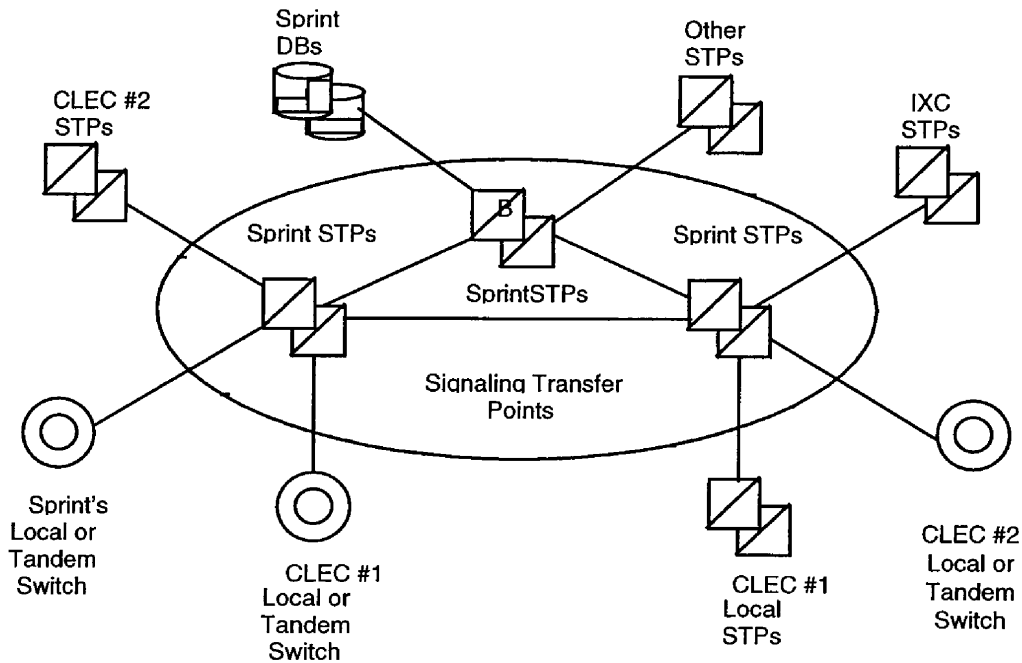 Sprint
DBs
Other
STPs
CLEC #2
STPs
IXC
STPs
B
Sprint STPs
Sprint STPs
SprintSTPs
Signaling Transfer
Points
Sprint's
Local or
Tandem
Switch
CLEC #1
Local or
Tandem
Switch
CLEC #1
Local
STPs
CLEC #2
Local or
Tandem
Switch